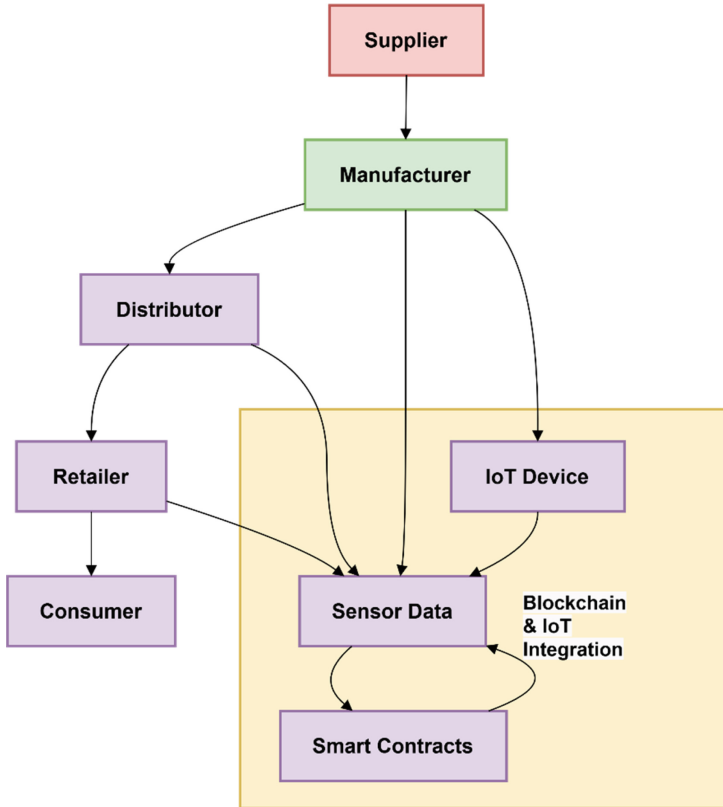 Supplier
Manufacturer
Distributor
Retailer
IoT Device
Consumer
Sensor Data
Blockchain
& IoT
Integration
Smart Contracts